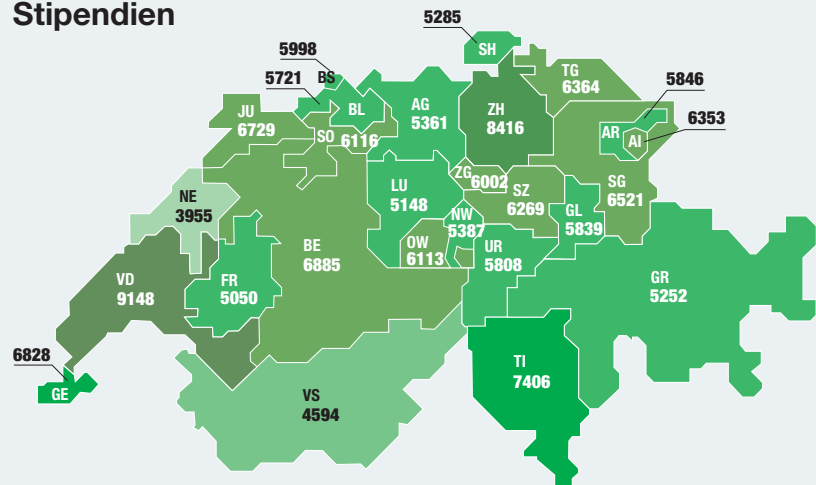 Stipendien
5285
SH
5998
BS
5721
BL
TG
6364
5846
6353
AR
AI
JU
6729
SO
6116
AG
5361
ZH
8416
NE
3955
LU
5148
ZG
6002
SZ
6269
SG
6521
NW
5387
GL
5839
OW
6113
UR
5808
BE
6885
VD
9148
FR
5050
GR
5252
6828
GE
TI
7406
VS
4594